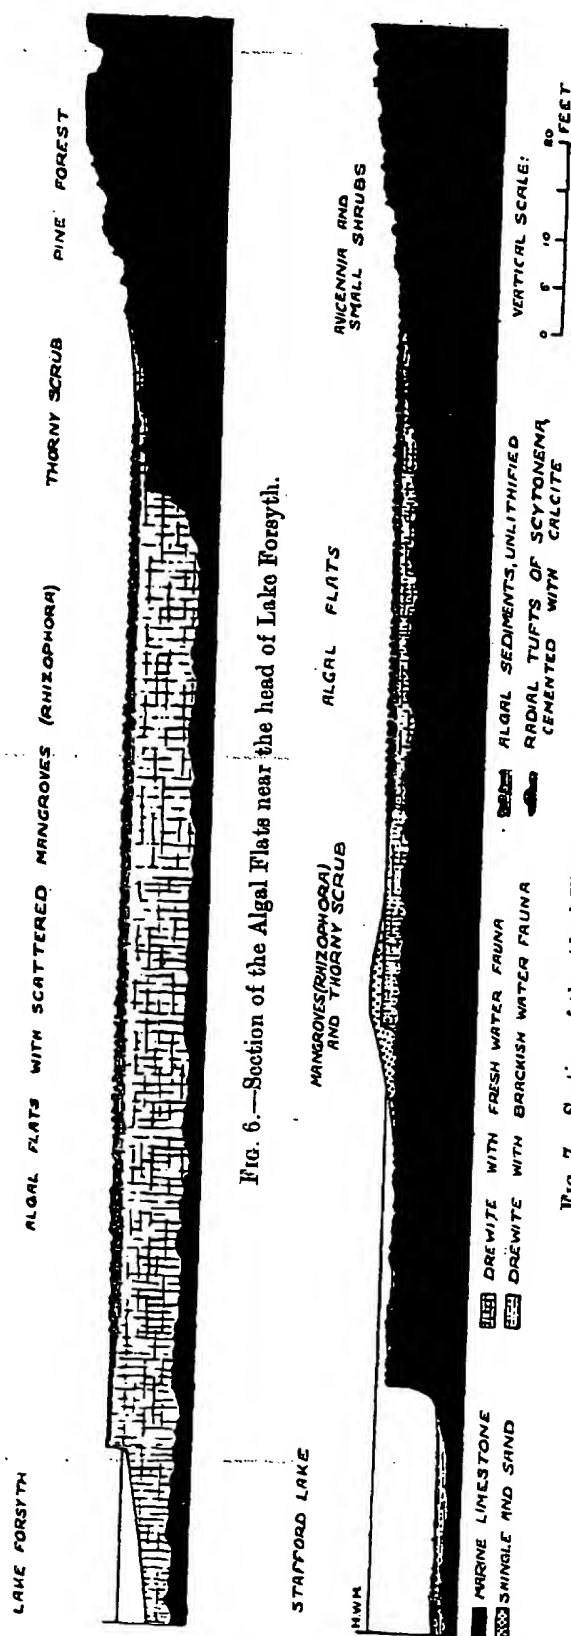 LAKE FORSYTH
ALGAL FLATS WITH SCATTERED MANGROVES (RHIZOPHORA)
THORNY SCRUB
PINE FOREST
FIG. 6.—Section of the Algal Flats near the head of Lake Forsyth.
STAFFORD LAKE
MANGROVES (RHIZOPHORA)
AND THORNY SCRUB
ALGAL FLATS
AVICENNIA AND
SMALL SHRUBS
H.W.M.
MARINE LIMESTONE
SHINGLE AND SAND
DREWITE WITH FRESH WATER FAUNA
DREWITE WITH BRACKISH WATER FAUNA
ALGAL SEDIMENTS, UNLITHIFIED
RADIAL TUFTS OF SCYTONEMA,
CEMENTED WITH CALCITE
VERTICAL SCALE:
0 5 10 20
FEET